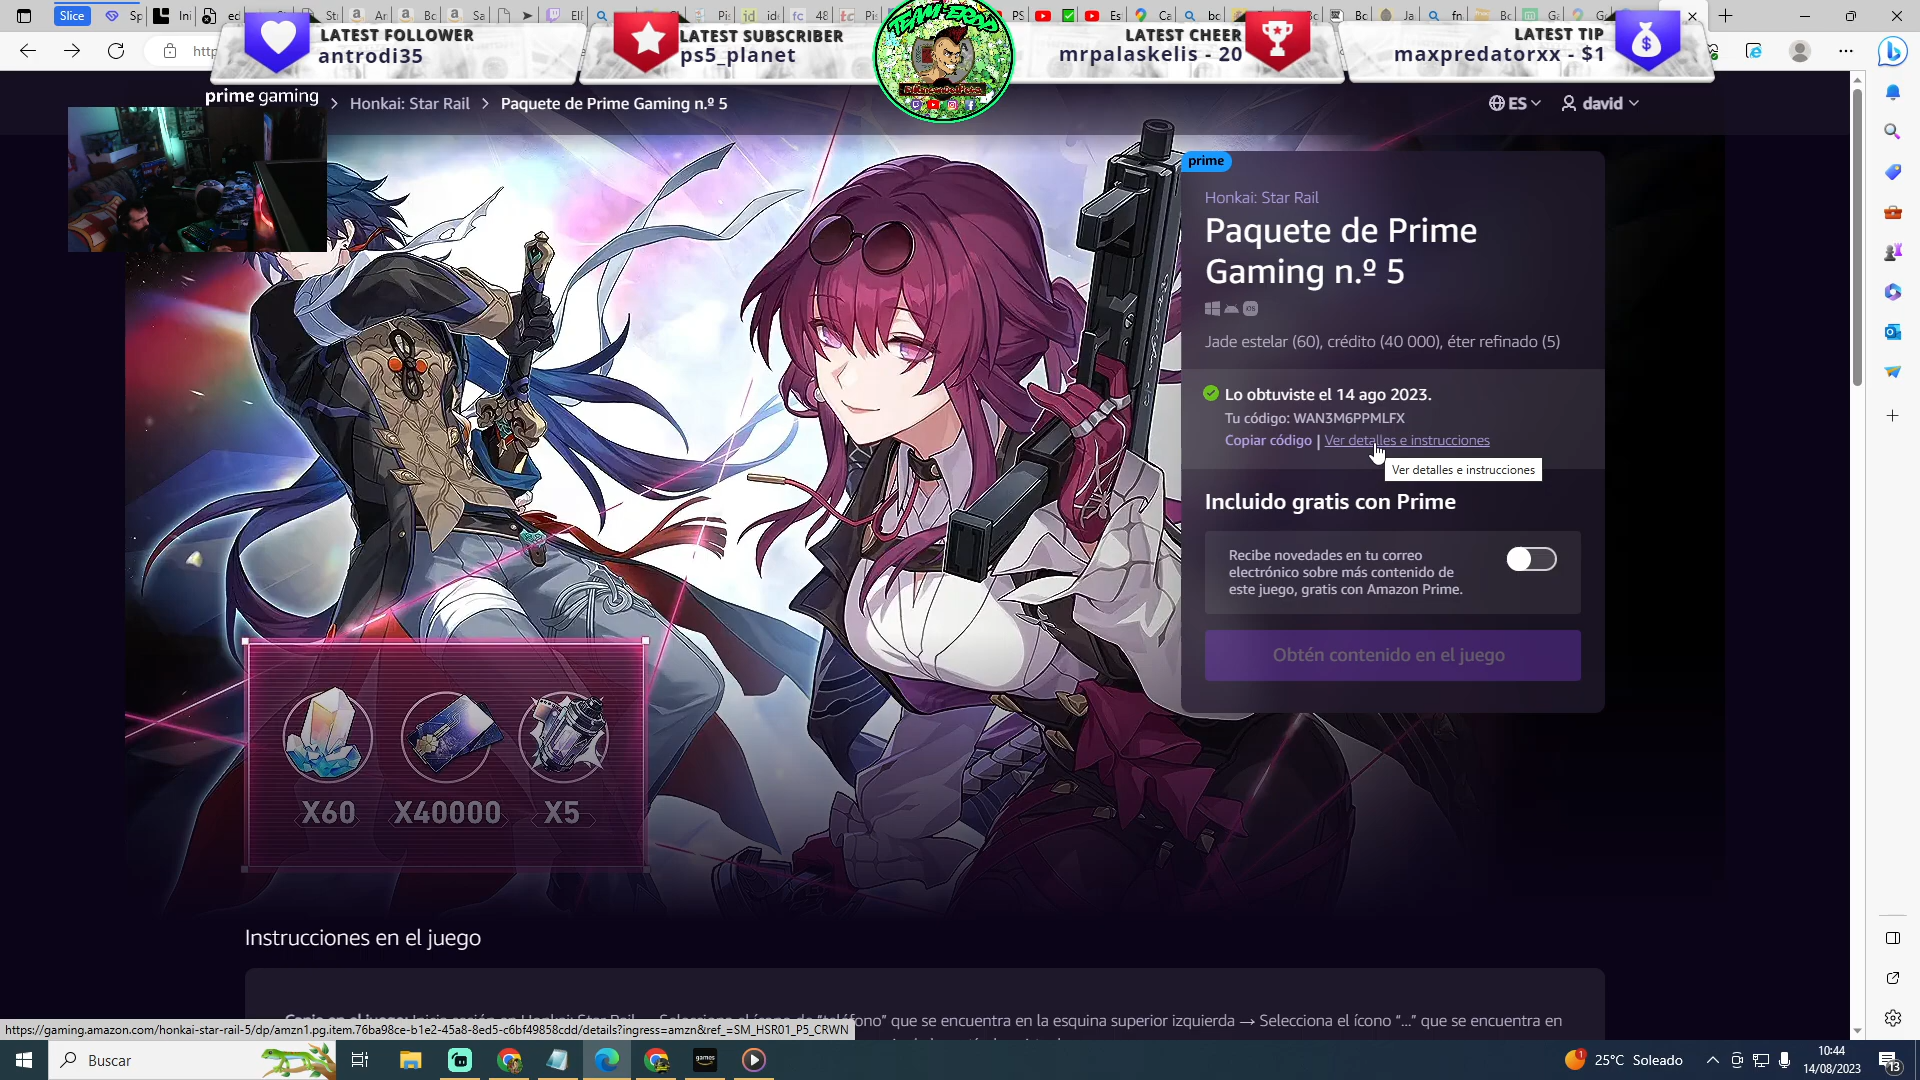 Slice
LATEST FOLLOWER
antrodi35
LATEST SUBSCRIBER
ps5_planet
LATEST CHEER
mrpalaskelis - 20
LATEST TIP
maxpredatorxx - $1
prime gaming > Honkai: Star Rail > Paquete de Prime Gaming n.º 5
ES
david
prime
Honkai: Star Rail
Paquete de Prime
Gaming n.º 5
Jade estelar (60), crédito (40 000), éter refinado (5)
Lo obtuviste el 14 ago 2023.
Tu código: WAN3M6PPMLFX
Copiar código | Ver detalles e instrucciones
Ver detalles e instrucciones
Incluido gratis con Prime
Recibe novedades en tu correo
electrónico sobre más contenido de
este juego, gratis con Amazon Prime.
Obtén contenido en el juego
X60 X40000 X5
Instrucciones en el juego
" que se encuentra en la esquina superior izquierda → Selecciona el ícono "..." que se encuentra en
https://gaming.amazon.com/honkai-star-rail-5/dp/amzn1.pg.item.76ba98ce-b1e2-45a8-8ed5-c6bf49858cdd/details?ingress=amzn&ref_=SM_HSR01_P5_CRWN
Buscar
25°C Soleado
10:44
14/08/2023
13